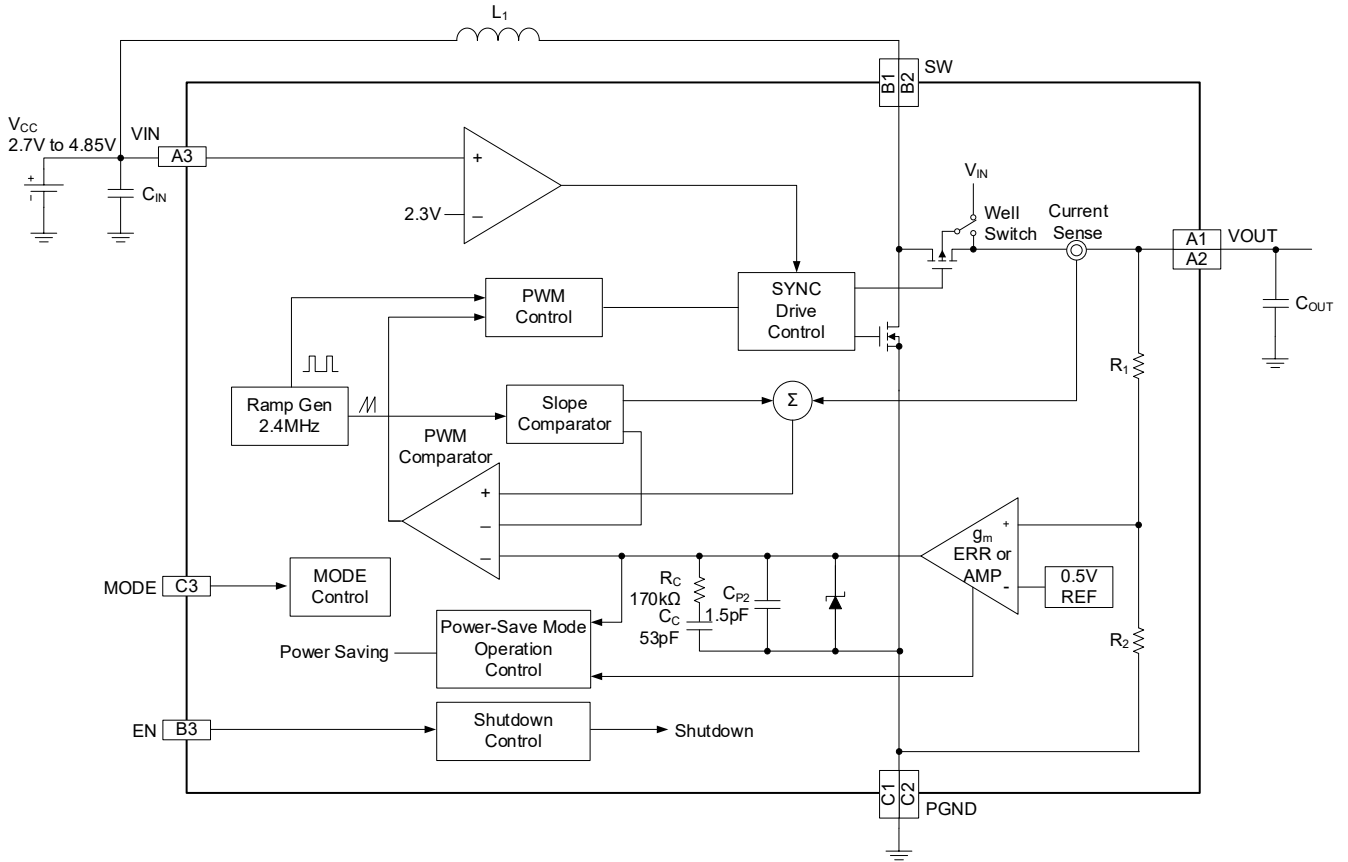 L1
SW
B1
B2
VCC
2.7V to 4.85V
VIN
A3
+
-
CIN
+
2.3V
–
VIN
Well
Switch
Current
Sense
A1
A2
VOUT
COUT
PWM
Control
SYNC
Drive
Control
R1
Ramp Gen
2.4MHz
Slope
Comparator
Σ
PWM
Comparator
+
–
–
+
gm
ERR or
AMP
-
0.5V
REF
MODE
C3
MODE
Control
RC
170kΩ
CC
53pF
CP2
1.5pF
Power Saving
Power-Save Mode
Operation
Control
R2
EN
B3
Shutdown
Control
Shutdown
C1
C2
PGND